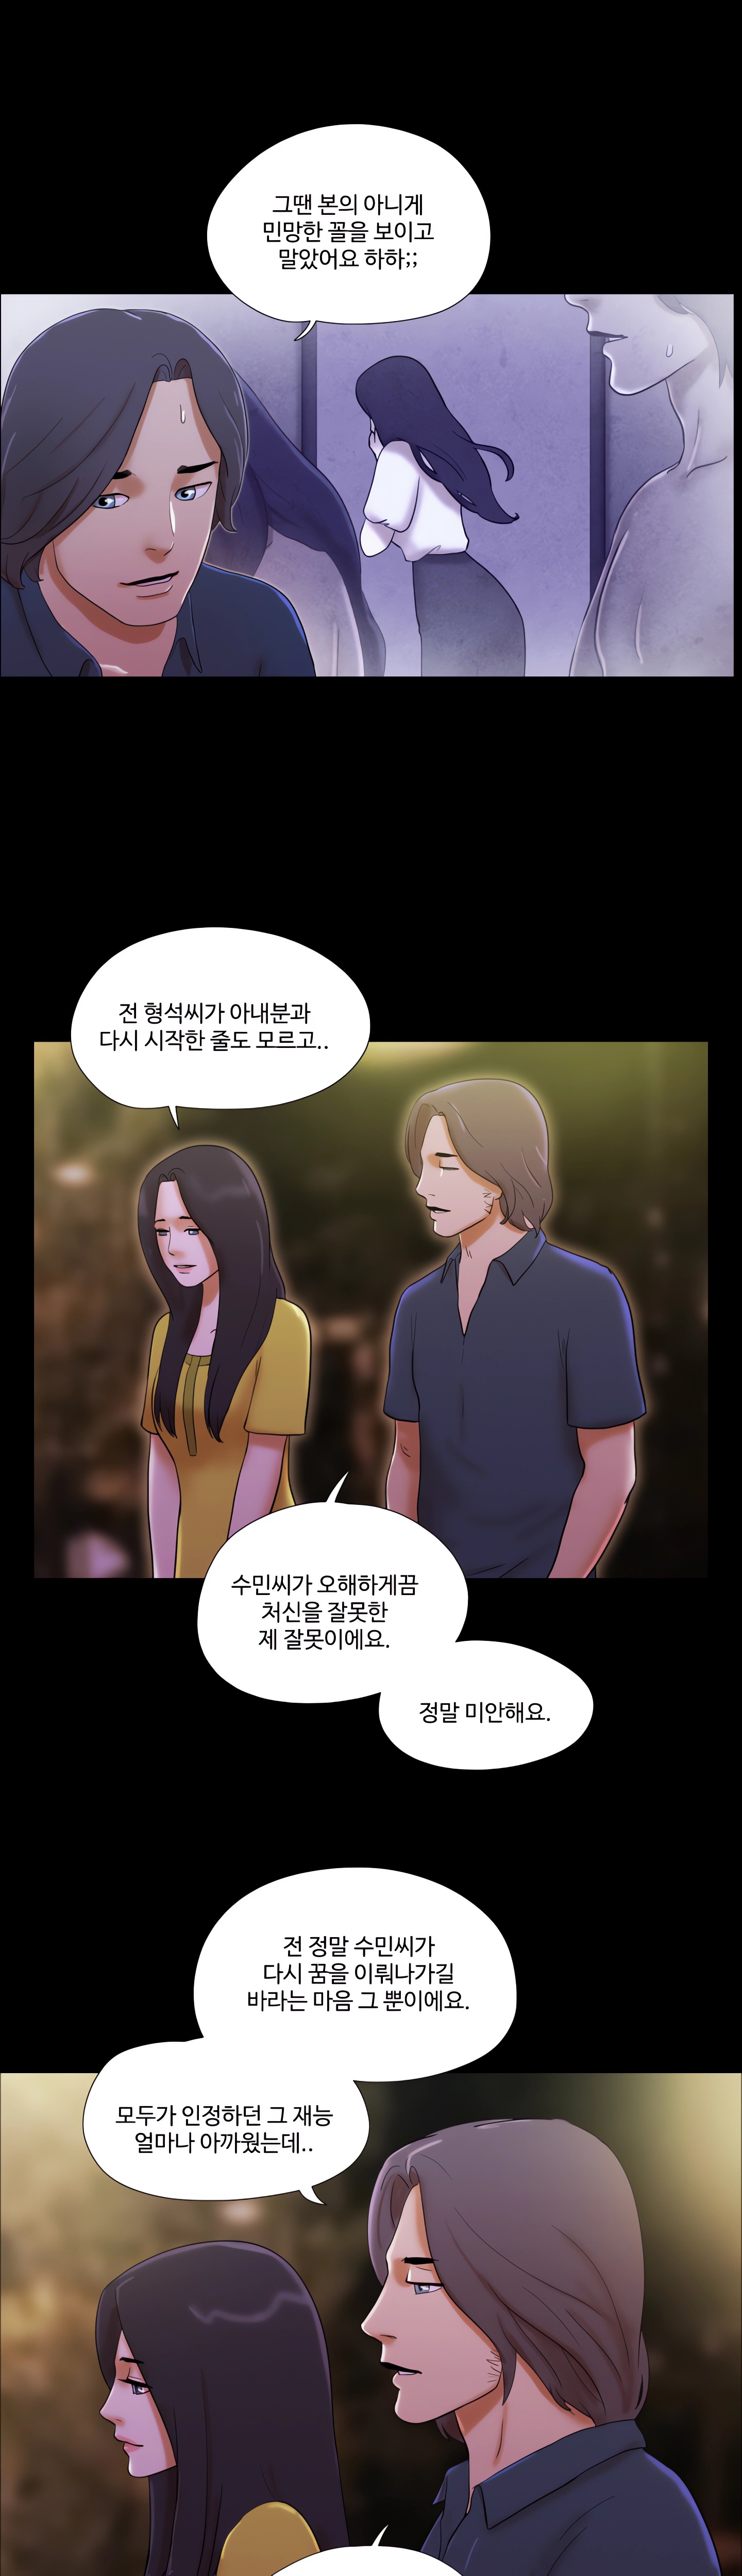 그땐 본의 아니게
민망한 꼴을 보이고
말았어요 하하;;
전 형석씨가 아내분과
다시 시작한 줄도 모르고..
수민씨가 오해하게끔
처신을 잘못한
제 잘못이에요.
정말 미안해요.
전 정말 수민씨가
다시 꿈을 이뤄나가길
바라는 마음 그 뿐이에요.
모두가 인정하던 그 재능
얼마나 아까웠는데..